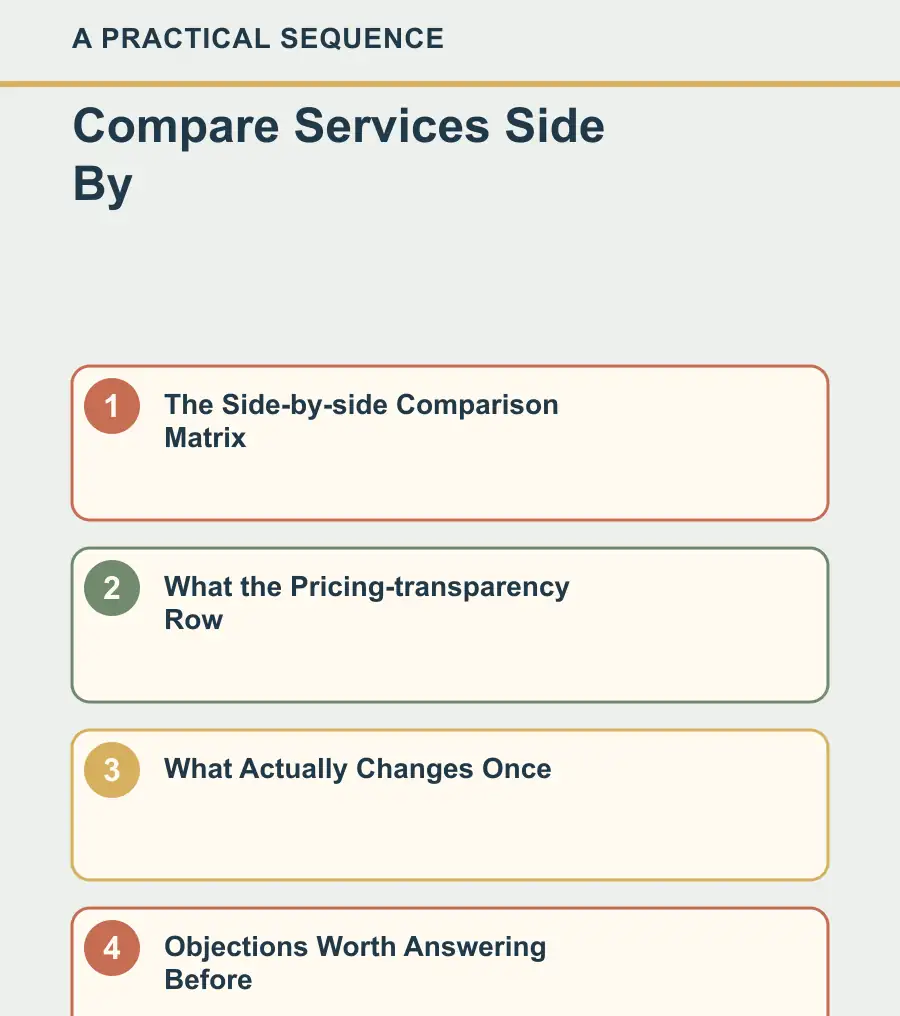 A PRACTICAL SEQUENCE
Compare Services Side
By
1
The Side-by-side Comparison
Matrix
2
What the Pricing-transparency
Row
3
What Actually Changes Once
4
Objections Worth Answering
Before